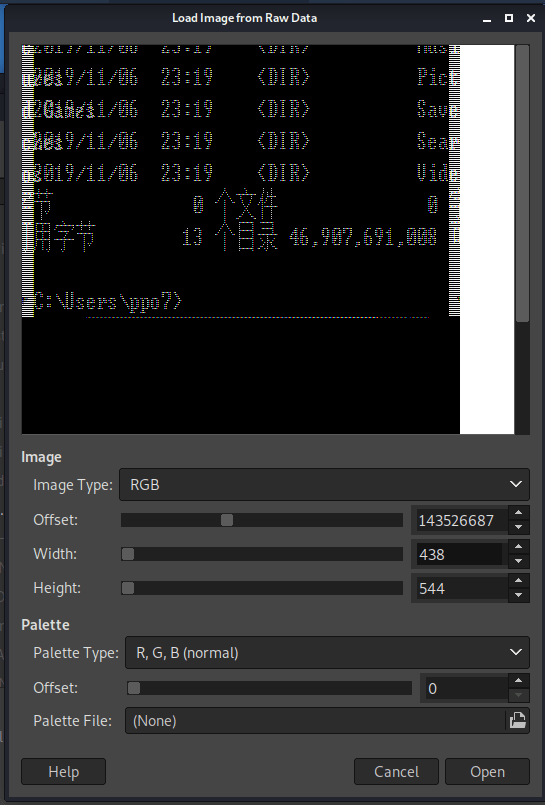 Load Image from Raw Data
2019/11/06 23:19 <DIR>
2019/11/06 23:19 <DIR> Pict
2019/11/06 23:19 <DIR> Save
2019/11/06 23:19 <DIR> Sear
2019/11/06 23:19 <DIR> Vide
节 0 个文件 0
用字节 13 个目录 46,907,691,008
C:\Users\ppo7>
Image
Image Type: RGB
Offset: 143526687
Width: 438
Height: 544
Palette
Palette Type: R, G, B (normal)
Offset: 0
Palette File: (None)
Help Cancel Open